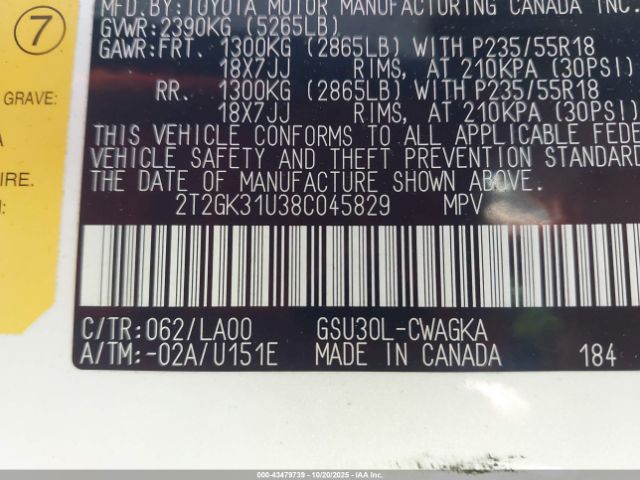 MFD.BY: TOYOTA MOTOR MANUFACTURING CANADA INC.
GVWR: 2390KG (5265LB)
GAWR: FRT. 1300KG (2865LB) WITH P235/55R18
18X7JJ RIMS, AT 210KPA (30PSI)
RR. 1300KG (2865LB) WITH P235/55R18
18X7JJ RIMS, AT 210KPA (30PSI)
THIS VEHICLE CONFORMS TO ALL APPLICABLE FEDE
VEHICLE SAFETY AND THEFT PREVENTION STANDARD
THE DATE OF MANUFACTURE SHOWN ABOVE.
2T2GK31U38C045829 MPV
C/TR: 062/LA00 GSU30L-CWAGKA
A/TM: -02A/U151E MADE IN CANADA 184
7
GRAVE:
IRE.
000-43479739 | 10/20/2025 | IAA Inc.